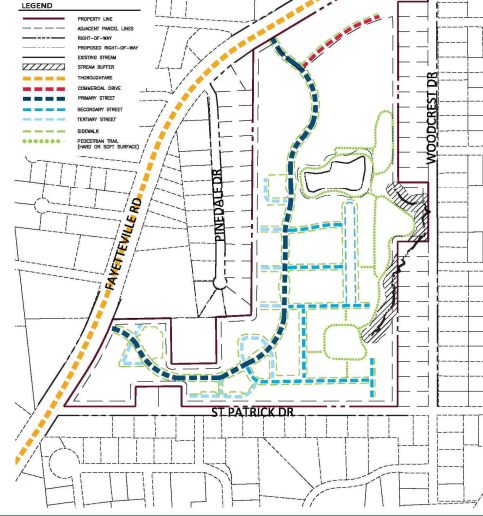 LEGEND
PROPERTY LINE
ADJACENT PARCEL LINES
RIGHT-OF-WAY
PROPOSED RIGHT-OF-WAY
EXISTING STREAM
STREAM BUFFER
THOROUGHFARE
COMMERCIAL DRIVE
PRIMARY STREET
SECONDARY STREET
TERTIARY STREET
SIDEWALK
PEDESTRIAN TRAIL
(HARD OR SOFT SURFACE)
FAYETTEVILLE RD
PINEDALE DR
WOODCREST DR
ST PATRICK DR